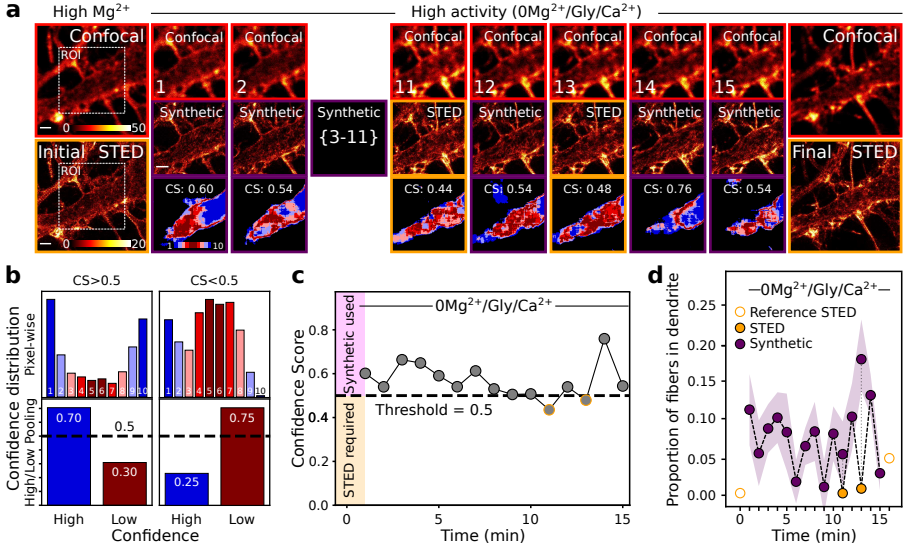 a
High Mg²⁺
High activity (0Mg²⁺/Gly/Ca²⁺)
Confocal
ROI
0
50
Confocal
1
Confocal
2
Confocal
11
Confocal
12
Confocal
13
Confocal
14
Confocal
15
Confocal
Synthetic
Synthetic
Synthetic
{3-11}
STED
Synthetic
STED
Synthetic
Synthetic
Initial STED
ROI
0
20
CS: 0.60
1
10
CS: 0.54
CS: 0.44
CS: 0.54
CS: 0.48
CS: 0.76
CS: 0.54
Final STED
b
CS>0.5
CS<0.5
Confidence distribution
Pixel-wise
1 2 3 4 5 6 7 8 9 10
1 2 3 4 5 6 7 8 9 10
High/Low Pooling
0.70
0.5
0.30
0.25
0.75
High Low High Low
Confidence
c
0Mg²⁺/Gly/Ca²⁺
Confidence Score
0.8
0.6
0.4
0.2
0.0
Synthetic used
STED required
Threshold = 0.5
0 5 10 15
Time (min)
d
0Mg²⁺/Gly/Ca²⁺
Reference STED
STED
Synthetic
Proportion of fibers in dendrite
0.25
0.20
0.15
0.10
0.05
0.00
0 5 10 15
Time (min)